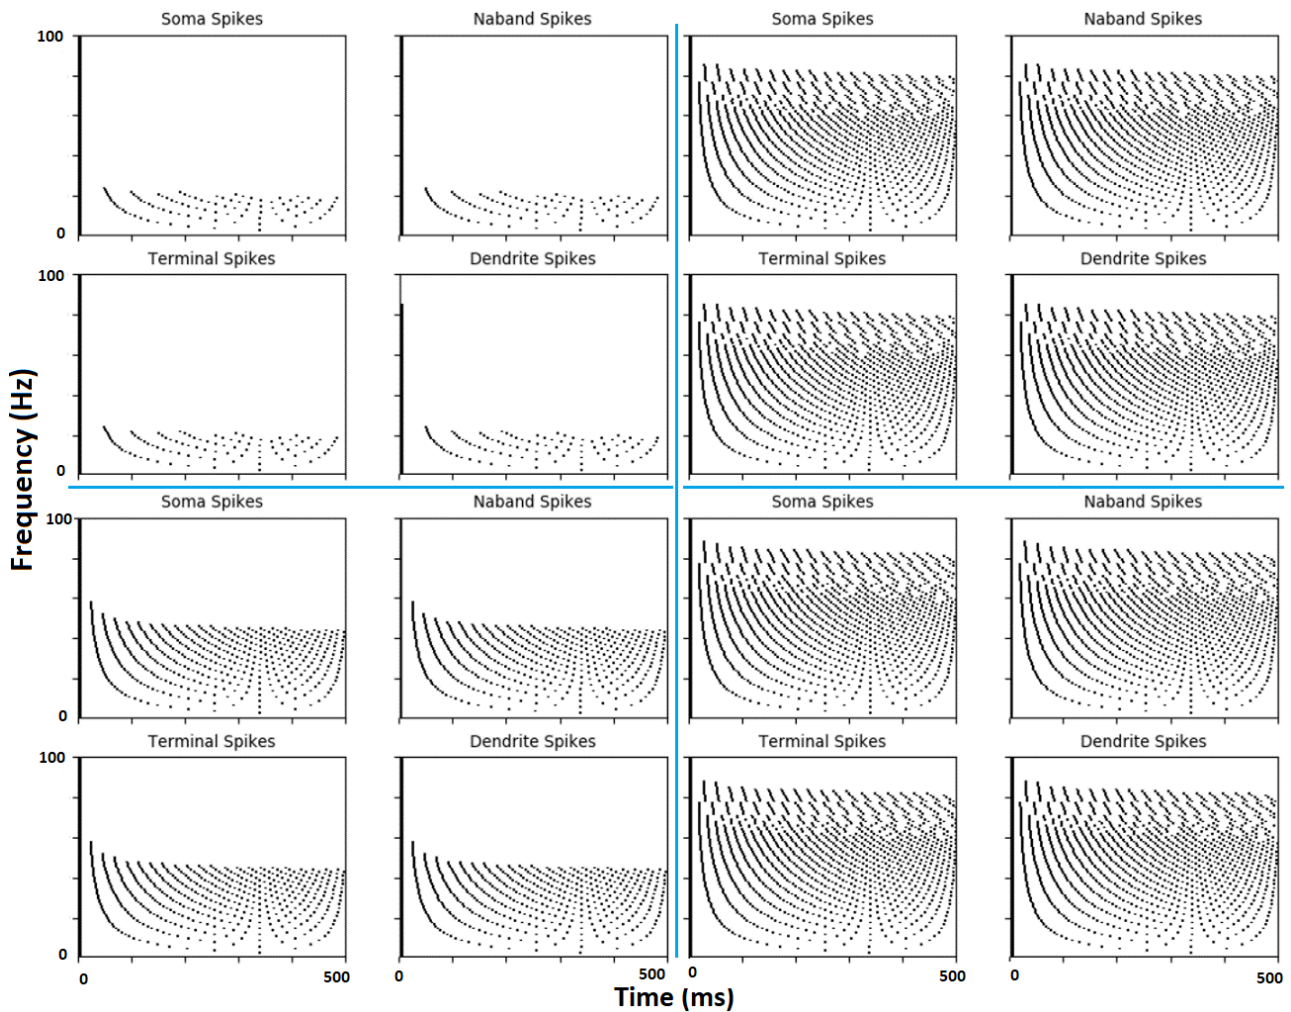 Soma Spikes Naband Spikes Soma Spikes Naband Spikes
100
0
Terminal Spikes Dendrite Spikes Terminal Spikes Dendrite Spikes
100
0
Frequency (Hz)
Soma Spikes Naband Spikes Soma Spikes Naband Spikes
100
0
Terminal Spikes Dendrite Spikes Terminal Spikes Dendrite Spikes
100
0
0 500 0 500 0 500 0 500
Time (ms)